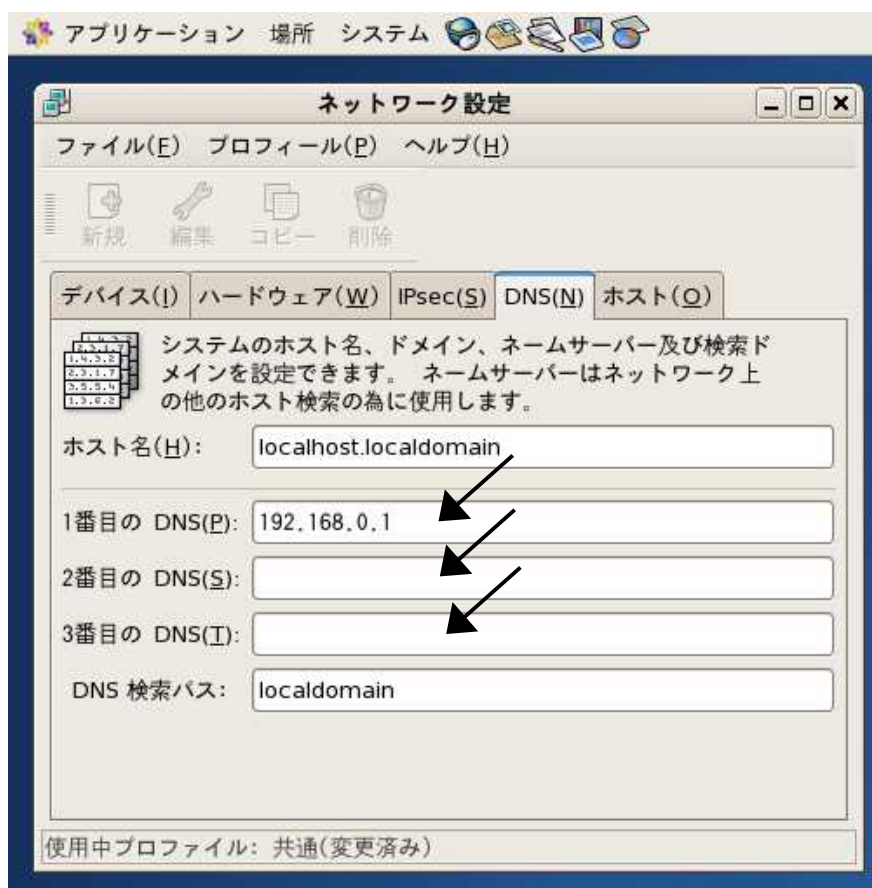 アプリケーション 場所 システム
ネットワーク設定
ファイル(F) プロフィール(P) ヘルプ(H)
新規 編集 コピー 削除
デバイス(I) ハードウェア(W) IPsec(S) DNS(N) ホスト(O)
システムのホスト名、ドメイン、ネームサーバー及び検索ド
メインを設定できます。 ネームサーバーはネットワーク上
の他のホスト検索の為に使用します。
ホスト名(H): localhost.localdomain
1番目の DNS(P): 192.168.0.1
2番目の DNS(S):
3番目の DNS(T):
DNS 検索パス: localdomain
使用中プロファイル: 共通(変更済み)